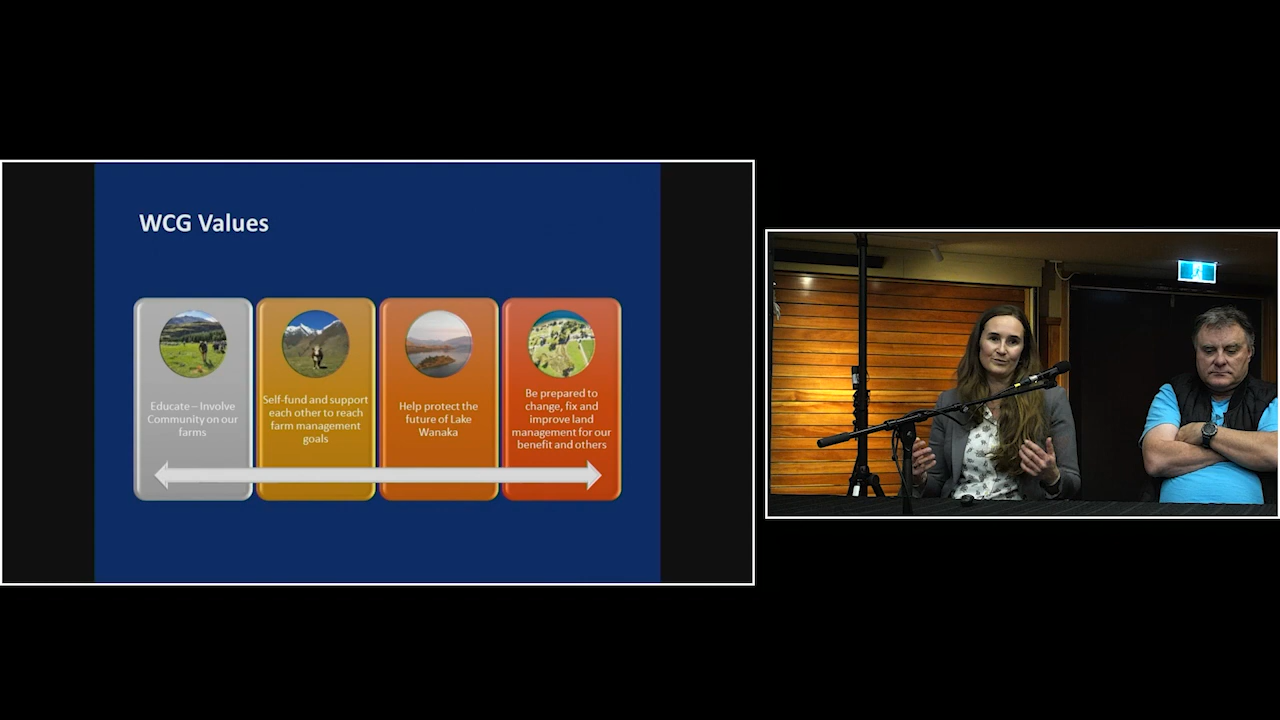 WCG Values
Educate – Involve
Community on our
farms
Self-fund and support
each other to reach
farm management
goals
Help protect the
future of Lake
Wanaka
Be prepared to
change, fix and
improve land
management for our
benefit and others